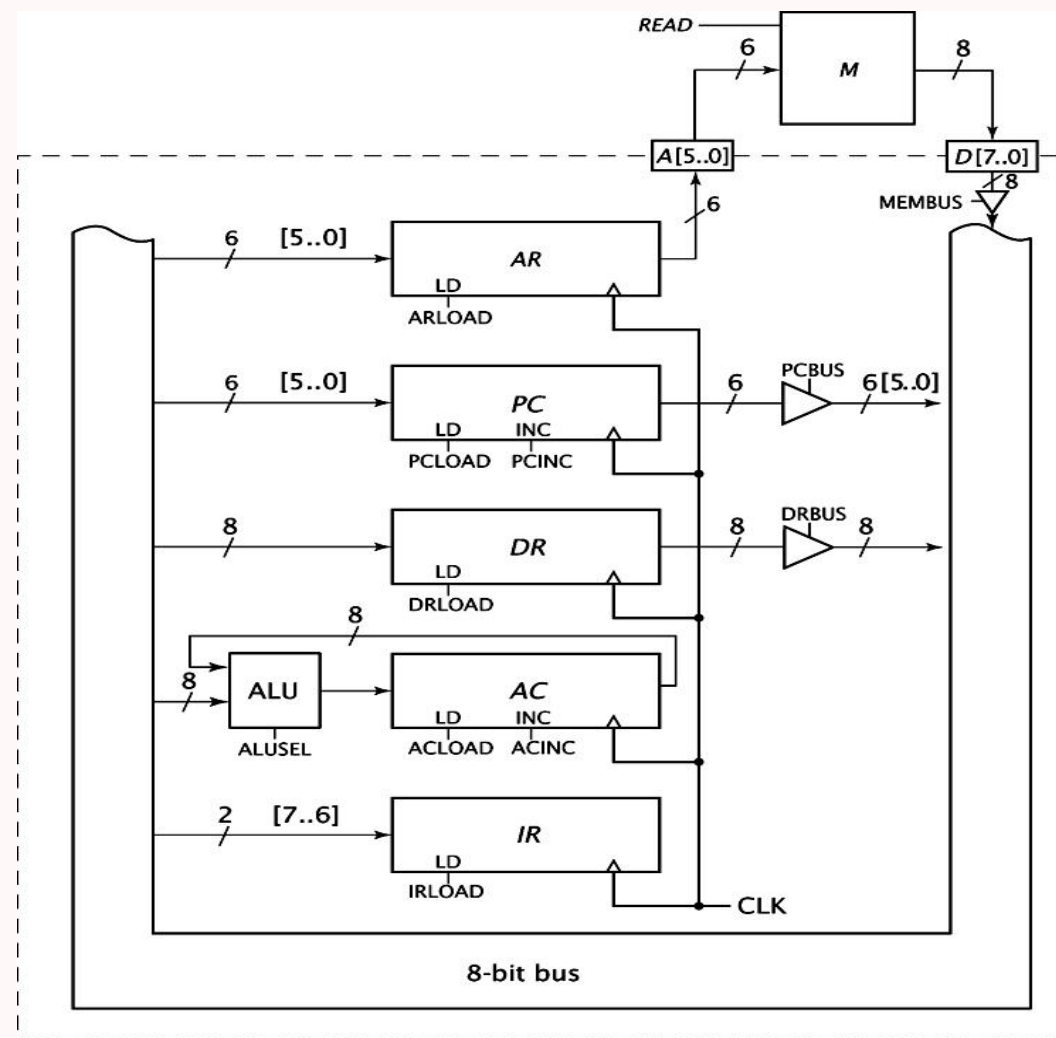 READ
6
M
8
A[5..0]
D[7..0]
6
8
MEMBUS
6 [5..0]
AR
LD
ARLOAD
6 [5..0]
PC
6
PCBUS
6[5..0]
LD INC
PCLOAD PCINC
8
DR
8
DRBUS
8
LD
DRLOAD
8
8
ALU
AC
LD INC
ALUSEL
ACLOAD ACINC
2 [7..6]
IR
LD
IRLOAD
CLK
8-bit bus